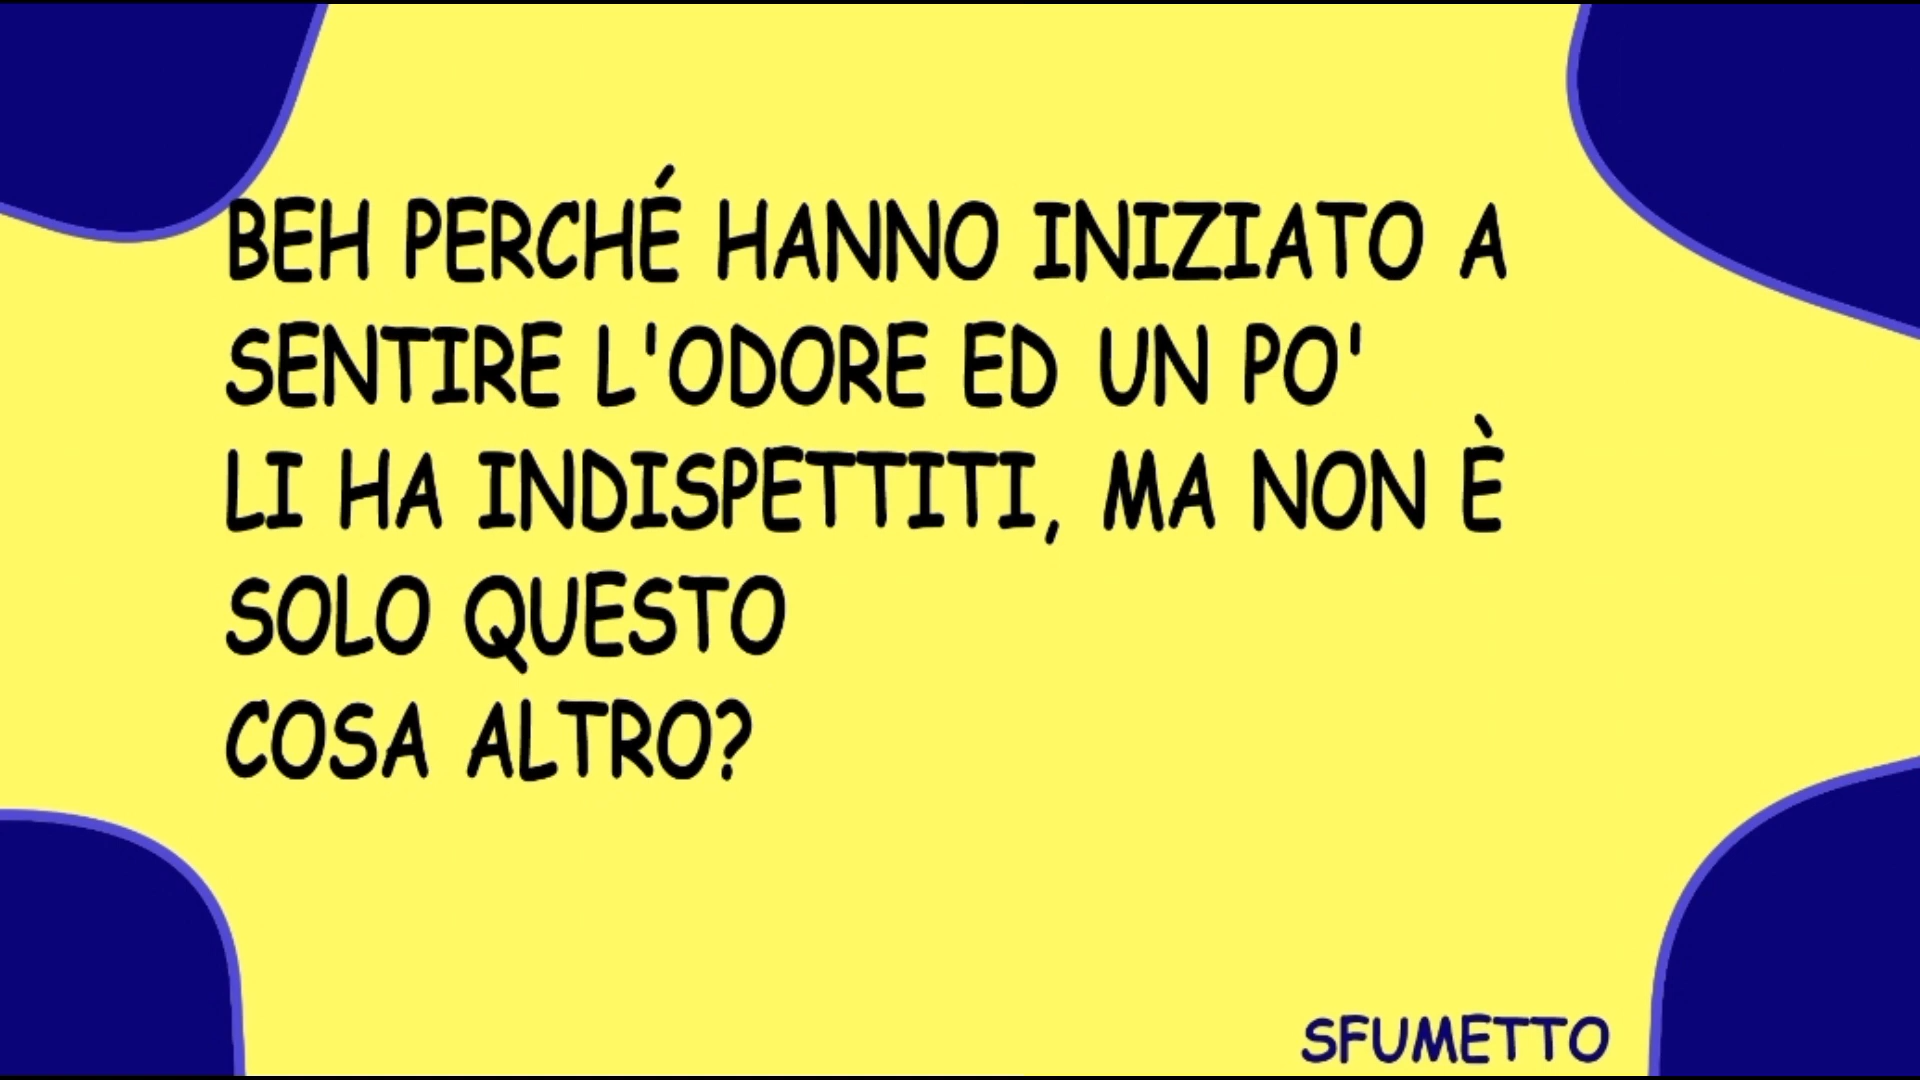 BEH PERCHÉ HANNO INIZIATO A
SENTIRE L'ODORE ED UN PO'
LI HA INDISPETTITI, MA NON È
SOLO QUESTO
COSA ALTRO?
SFUMETTO